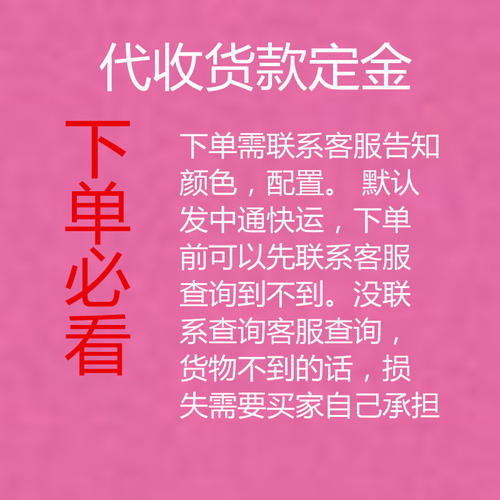 代收货款定金
下单必看
下单需联系客服告知
颜色，配置。 默认
发中通快运，下单
前可以先联系客服
查询到不到。没联
系查询客服查询，
货物不到的话，损
失需要买家自己承担